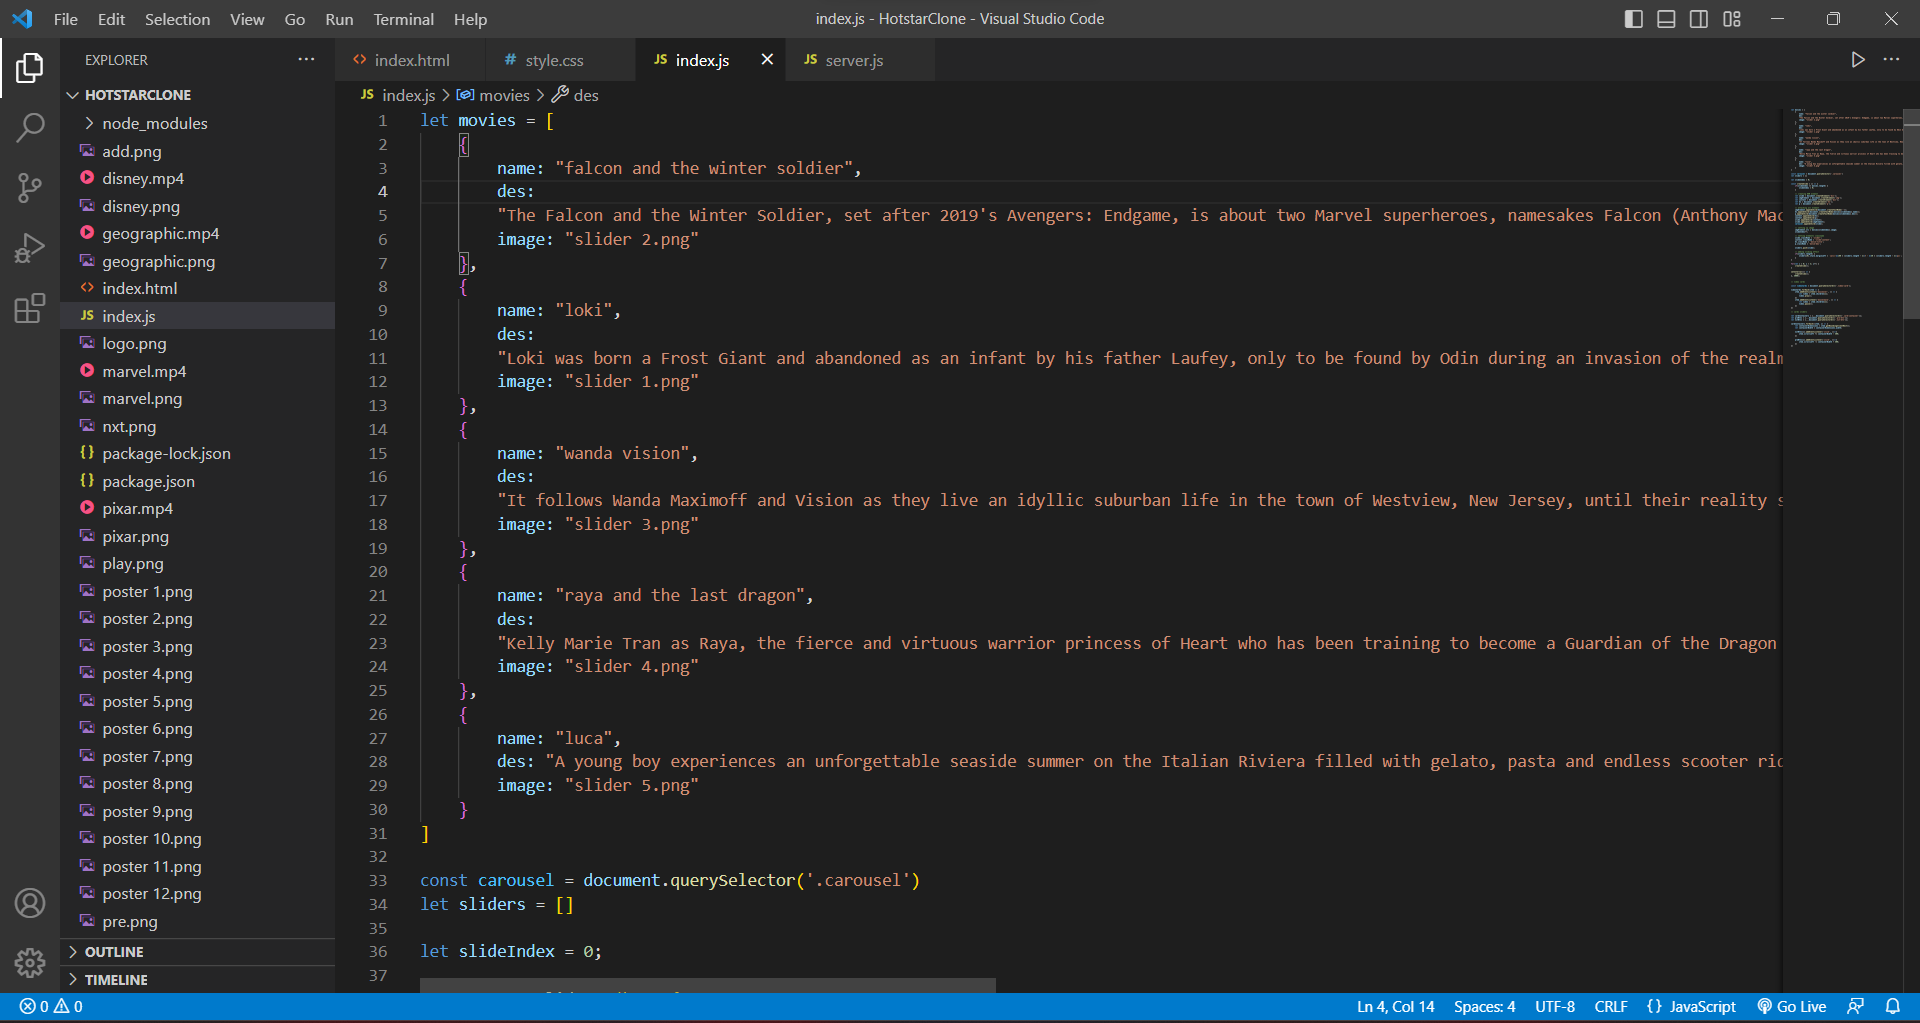 File Edit Selection View Go Run Terminal Help
index.js - HotstarClone - Visual Studio Code
EXPLORER
HOTSTARCLONE
node_modules
add.png
disney.mp4
disney.png
geographic.mp4
geographic.png
index.html
index.js
logo.png
marvel.mp4
marvel.png
nxt.png
package-lock.json
package.json
pixar.mp4
pixar.png
play.png
poster 1.png
poster 2.png
poster 3.png
poster 4.png
poster 5.png
poster 6.png
poster 7.png
poster 8.png
poster 9.png
poster 10.png
poster 11.png
poster 12.png
pre.png
OUTLINE
TIMELINE
index.html
style.css
JS index.js
JS server.js
JS index.js > movies > des
1 let movies = [
2 {
3 name: "falcon and the winter soldier",
4 des:
5 "The Falcon and the Winter Soldier, set after 2019's Avengers: Endgame, is about two Marvel superheroes, namesakes Falcon (Anthony Mac
6 image: "slider 2.png"
7 },
8 {
9 name: "loki",
10 des:
11 "Loki was born a Frost Giant and abandoned as an infant by his father Laufey, only to be found by Odin during an invasion of the realm
12 image: "slider 1.png"
13 },
14 {
15 name: "wanda vision",
16 des:
17 "It follows Wanda Maximoff and Vision as they live an idyllic suburban life in the town of Westview, New Jersey, until their reality s
18 image: "slider 3.png"
19 },
20 {
21 name: "raya and the last dragon",
22 des:
23 "Kelly Marie Tran as Raya, the fierce and virtuous warrior princess of Heart who has been training to become a Guardian of the Dragon
24 image: "slider 4.png"
25 },
26 {
27 name: "luca",
28 des: "A young boy experiences an unforgettable seaside summer on the Italian Riviera filled with gelato, pasta and endless scooter rid
29 image: "slider 5.png"
30 }
31 ]
32
33 const carousel = document.querySelector('.carousel')
34 let sliders = []
35
36 let slideIndex = 0;
37
0 0
Ln 4, Col 14 Spaces: 4 UTF-8 CRLF {} JavaScript Go Live